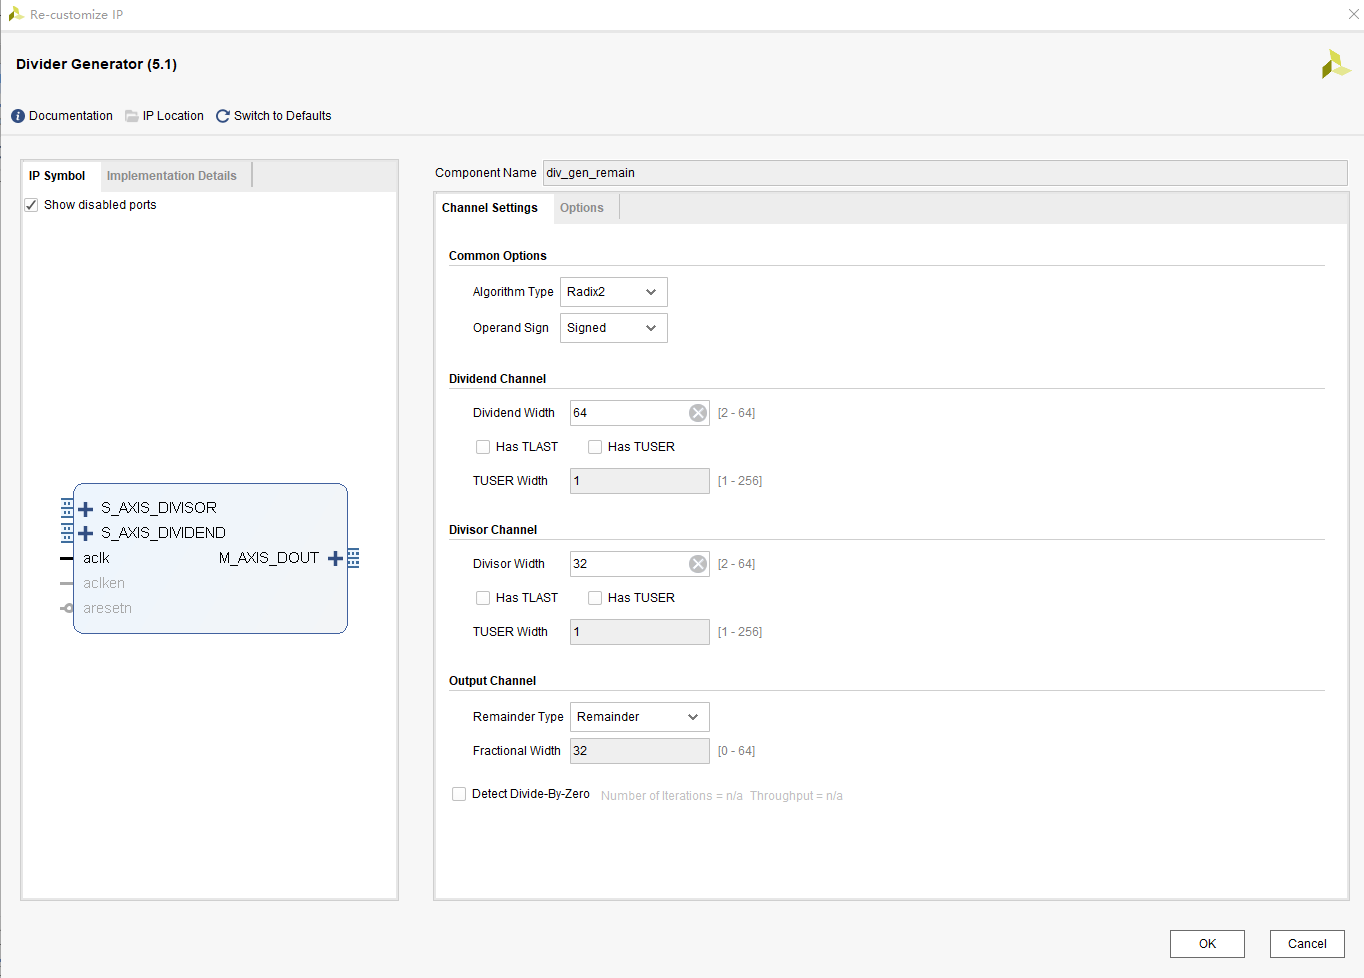 Re-customize IP
Divider Generator (5.1)
Documentation IP Location Switch to Defaults
IP Symbol Implementation Details
Show disabled ports
S_AXIS_DIVISOR
S_AXIS_DIVIDEND
aclk M_AXIS_DOUT
aclken
aresetn
Component Name div_gen_remain
Channel Settings Options
Common Options
Algorithm Type Radix2
Operand Sign Signed
Dividend Channel
Dividend Width 64 [2 - 64]
Has TLAST Has TUSER
TUSER Width 1 [1 - 256]
Divisor Channel
Divisor Width 32 [2 - 64]
Has TLAST Has TUSER
TUSER Width 1 [1 - 256]
Output Channel
Remainder Type Remainder
Fractional Width 32 [0 - 64]
Detect Divide-By-Zero Number of Iterations = n/a Throughput = n/a
OK Cancel